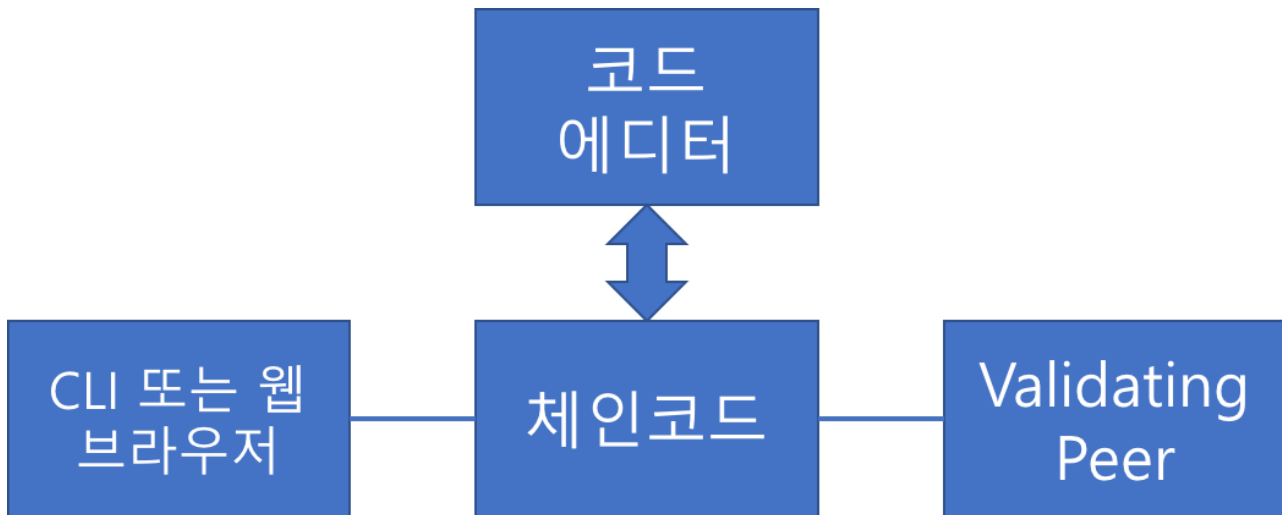 코드
에디터
CLI 또는 웹
브라우저
체인코드
Validating
Peer